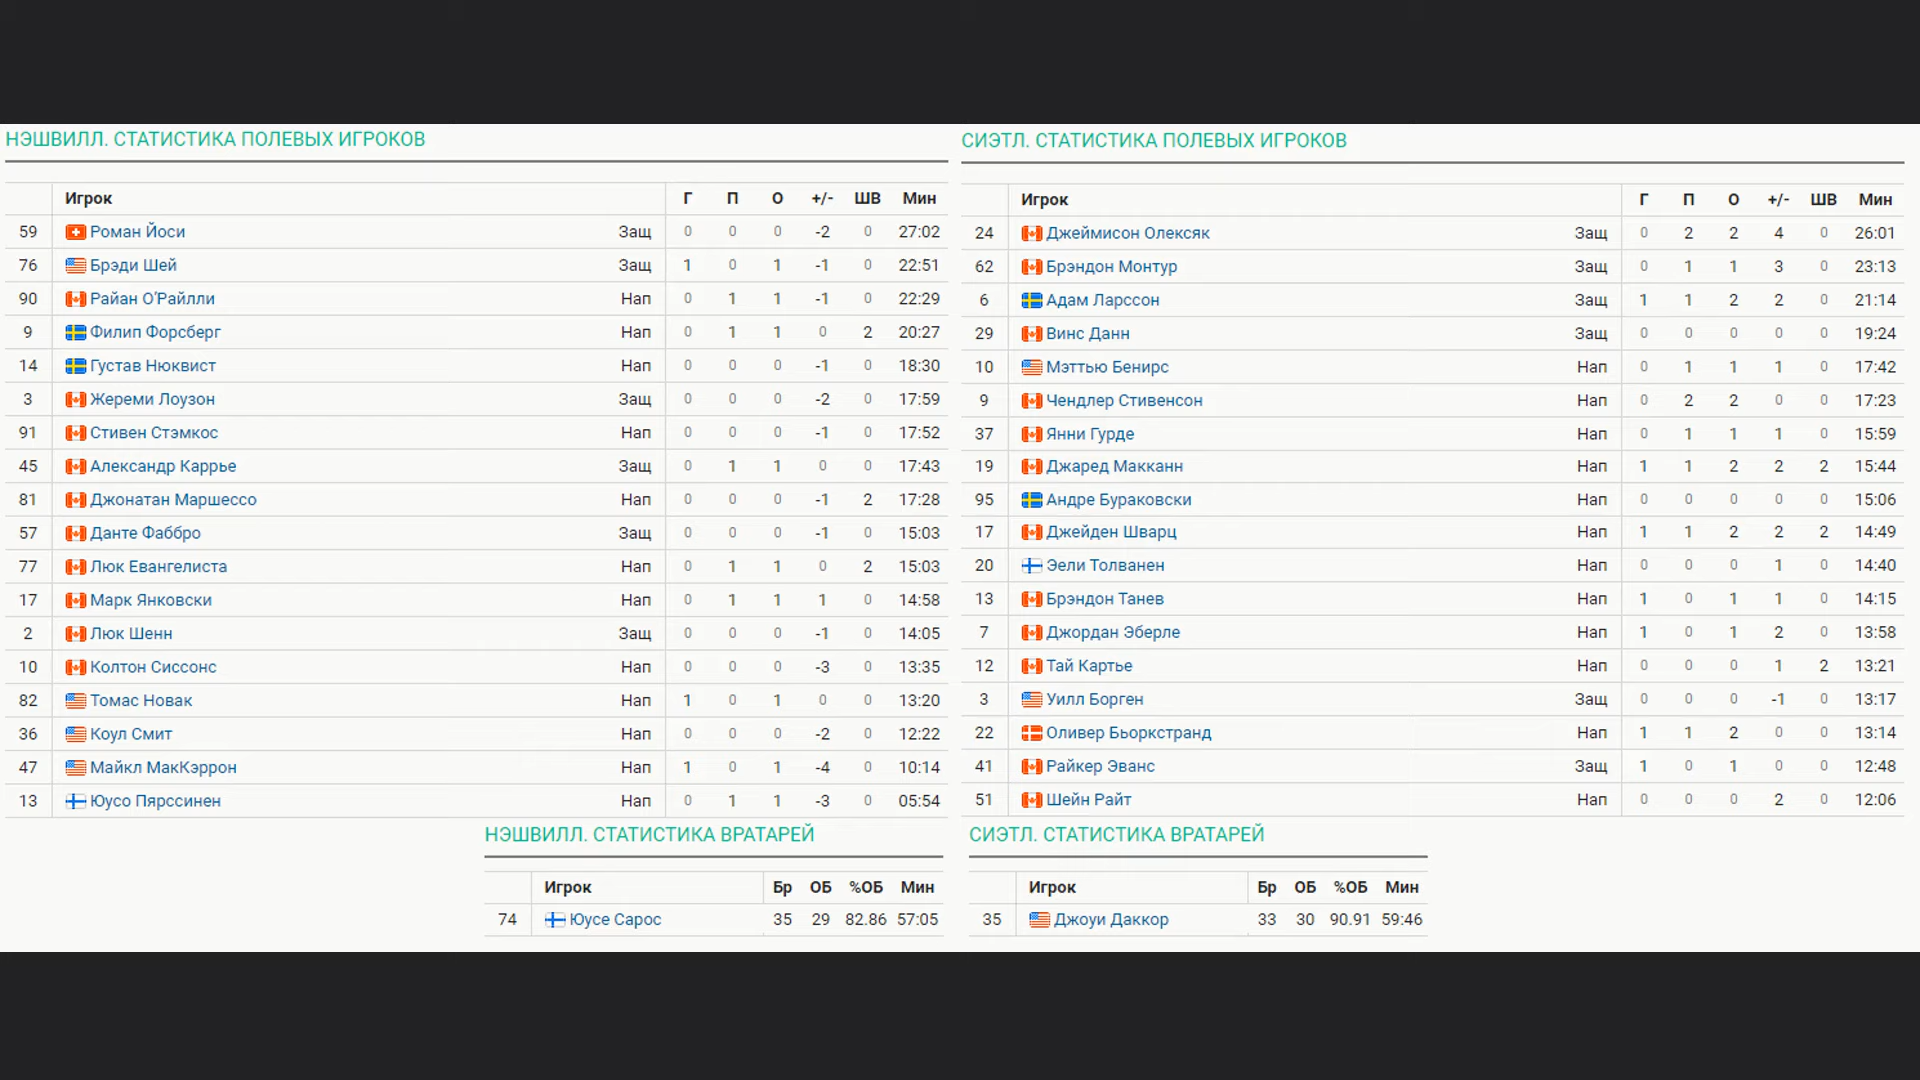 НЭШВИЛЛ. СТАТИСТИКА ПОЛЕВЫХ ИГРОКОВ
Игрок Г П О +/- ШВ Мин
59 Роман Йоси Защ 0 0 0 -2 0 27:02
76 Брэди Шей Защ 1 0 1 -1 0 22:51
90 Райан О'Райлли Нап 0 1 1 -1 0 22:29
9 Филип Форсберг Нап 0 1 1 0 2 20:27
14 Густав Нюквист Нап 0 0 0 -1 0 18:30
3 Жереми Лоузон Защ 0 0 0 -2 0 17:59
91 Стивен Стэмкос Нап 0 0 0 -1 0 17:52
45 Александр Каррье Защ 0 1 1 0 0 17:43
81 Джонатан Маршессо Нап 0 0 0 -1 2 17:28
57 Данте Фаббро Защ 0 0 0 -1 0 15:03
77 Люк Евангелиста Нап 0 1 1 0 2 15:03
17 Марк Янковски Нап 0 1 1 1 0 14:58
2 Люк Шенн Защ 0 0 0 -1 0 14:05
10 Колтон Сиссонс Нап 0 0 0 -3 0 13:35
82 Томас Новак Нап 1 0 1 0 0 13:20
36 Коул Смит Нап 0 0 0 -2 0 12:22
47 Майкл МакКэррон Нап 1 0 1 -4 0 10:14
13 Юусо Пярссинен Нап 0 1 1 -3 0 05:54
СИЭТЛ. СТАТИСТИКА ПОЛЕВЫХ ИГРОКОВ
Игрок Г П О +/- ШВ Мин
24 Джеймисон Олексяк Защ 0 2 2 4 0 26:01
62 Брэндон Монтур Защ 0 1 1 3 0 23:13
6 Адам Ларссон Защ 1 1 2 2 0 21:14
29 Винс Данн Защ 0 0 0 0 0 19:24
10 Мэттью Бенирс Нап 0 1 1 1 0 17:42
9 Чендлер Стивенсон Нап 0 2 2 0 0 17:23
37 Янни Гурде Нап 0 1 1 1 0 15:59
19 Джаред Макканн Нап 1 1 2 2 2 15:44
95 Андре Бураковски Нап 0 0 0 0 0 15:06
17 Джейден Шварц Нап 1 1 2 2 2 14:49
20 Эели Толванен Нап 0 0 0 1 0 14:40
13 Брэндон Танев Нап 1 0 1 1 0 14:15
7 Джордан Эберле Нап 1 0 1 2 0 13:58
12 Тай Картье Нап 0 0 0 1 2 13:21
3 Уилл Борген Защ 0 0 0 -1 0 13:17
22 Оливер Бьоркстранд Нап 1 1 2 0 0 13:14
41 Райкер Эванс Защ 1 0 1 0 0 12:48
51 Шейн Райт Нап 0 0 0 2 0 12:06
НЭШВИЛЛ. СТАТИСТИКА ВРАТАРЕЙ
Игрок Бр ОБ %ОБ Мин
74 Юусе Сарос 35 29 82.86 57:05
СИЭТЛ. СТАТИСТИКА ВРАТАРЕЙ
Игрок Бр ОБ %ОБ Мин
35 Джоуи Даккор 33 30 90.91 59:46